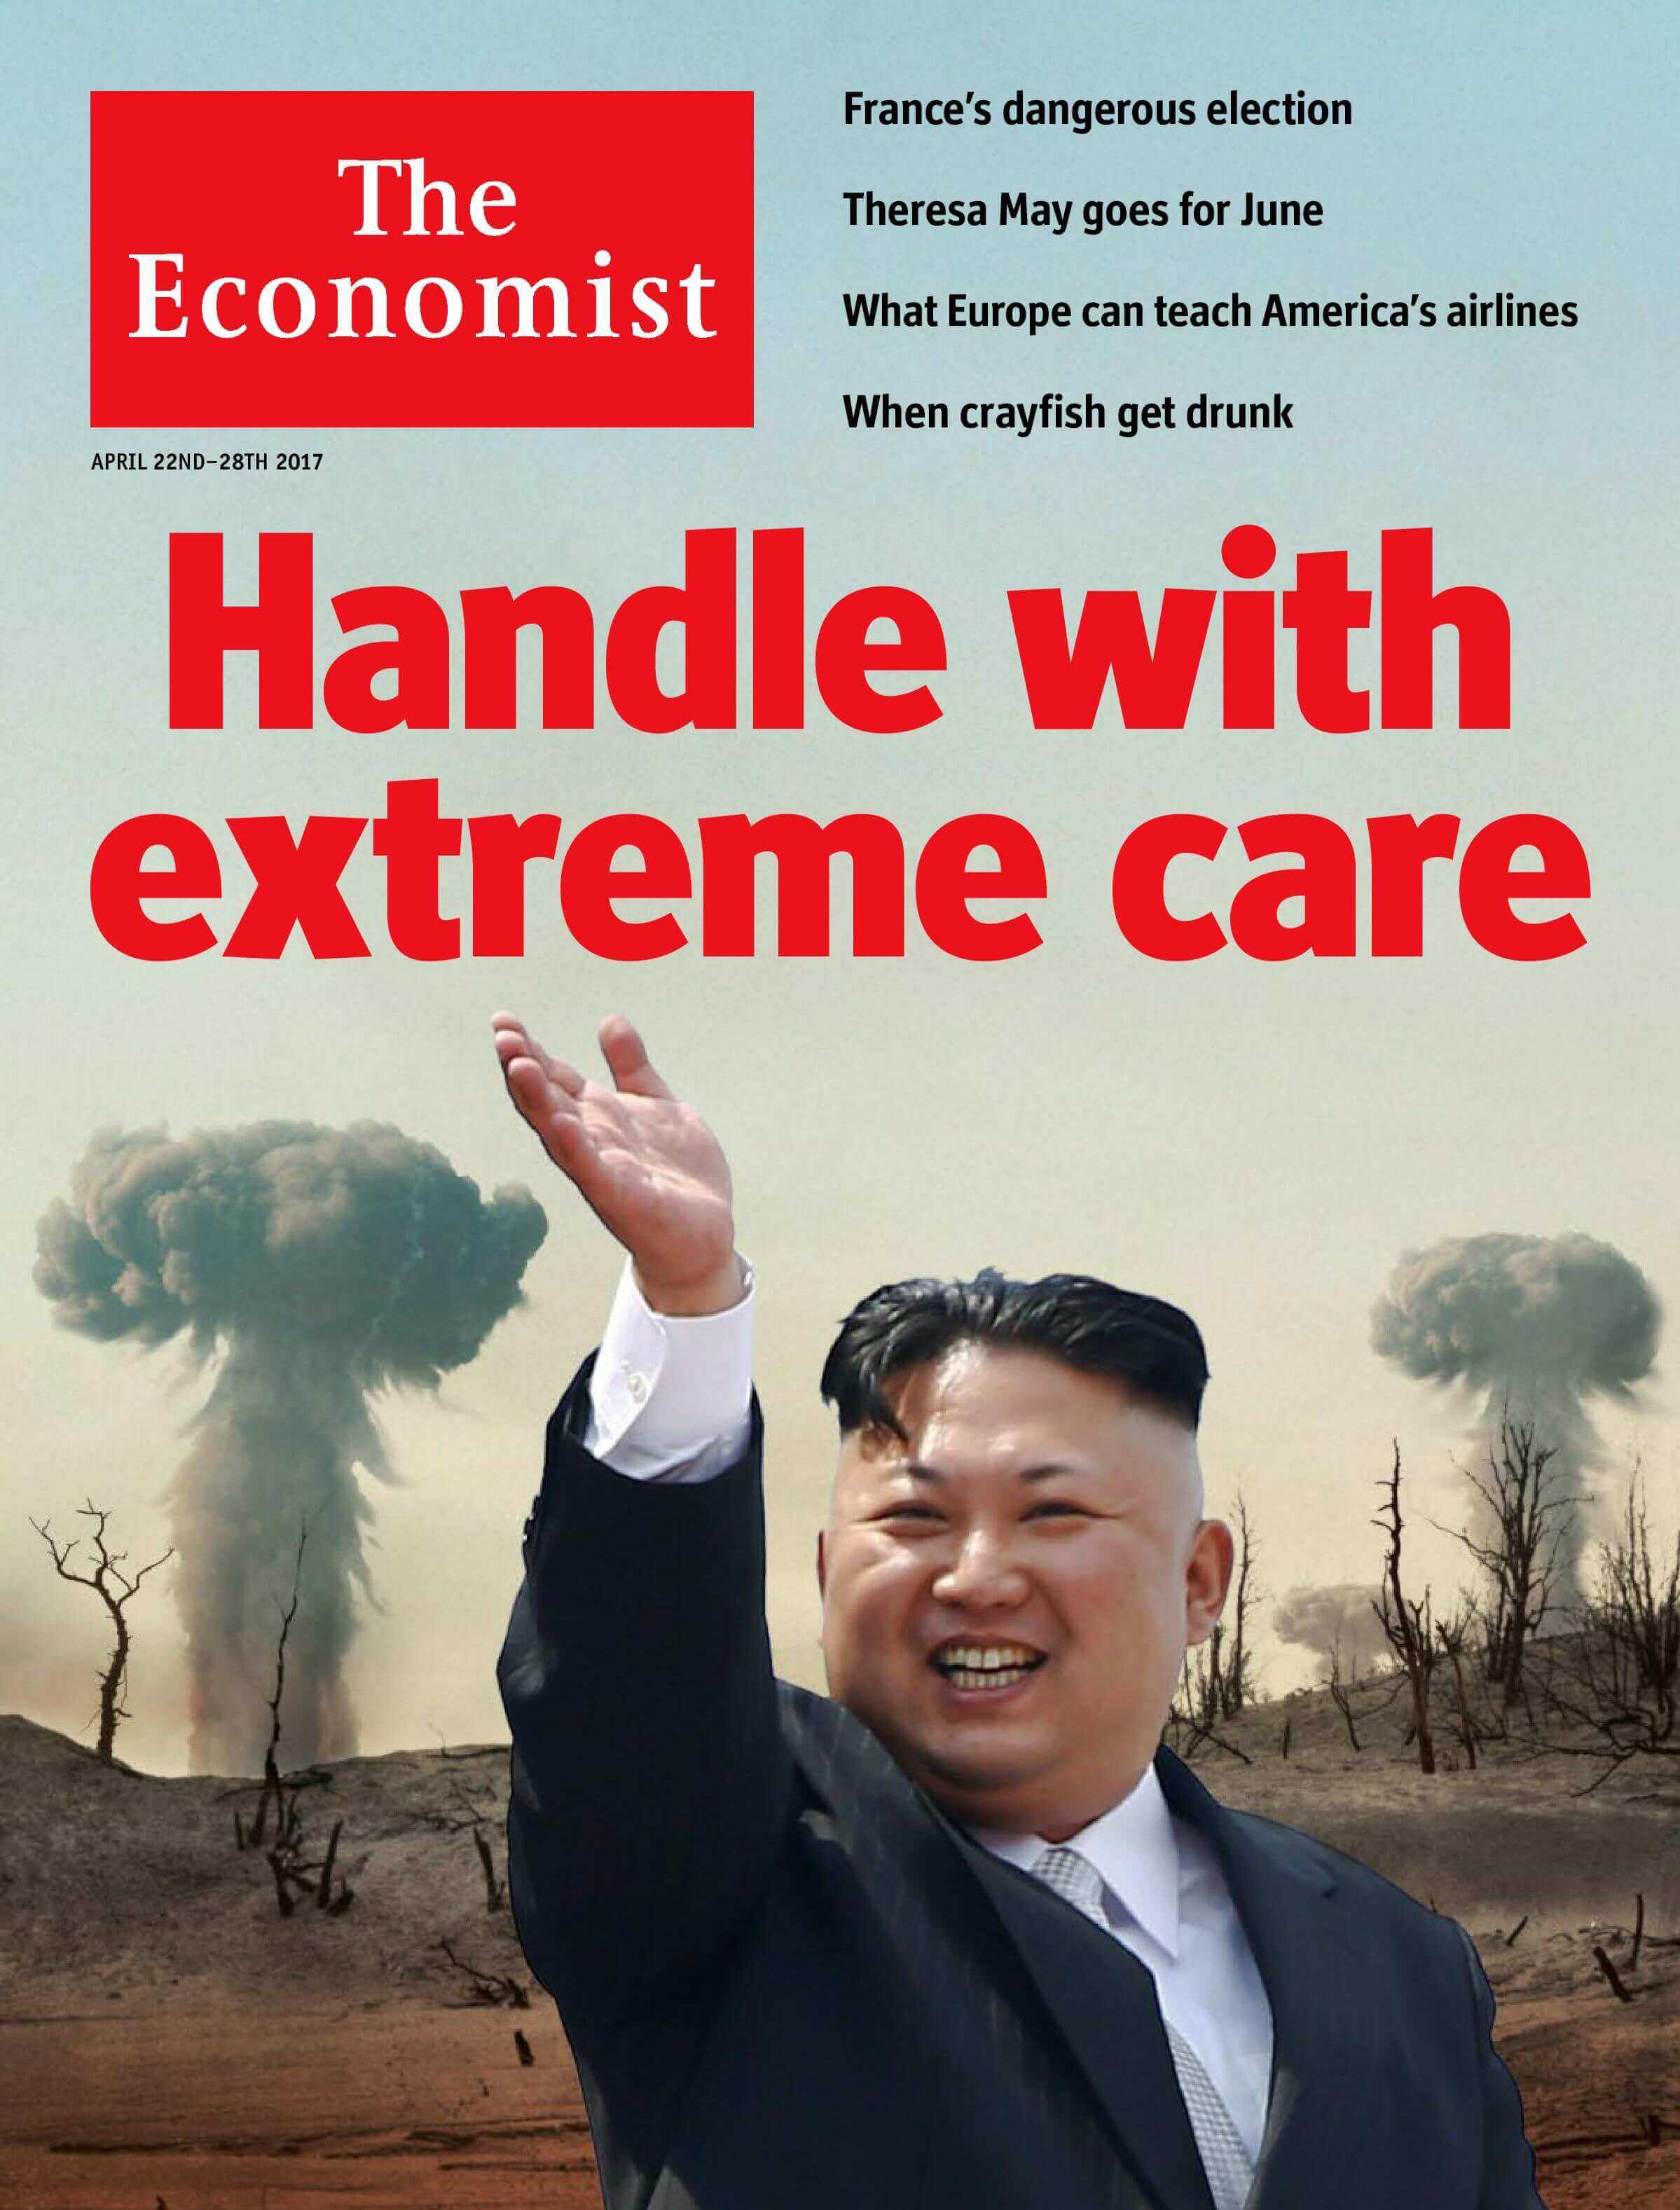 The
Economist
APRIL 22ND–28TH 2017
France's dangerous election
Theresa May goes for June
What Europe can teach America's airlines
When crayfish get drunk
Handle with
extreme care